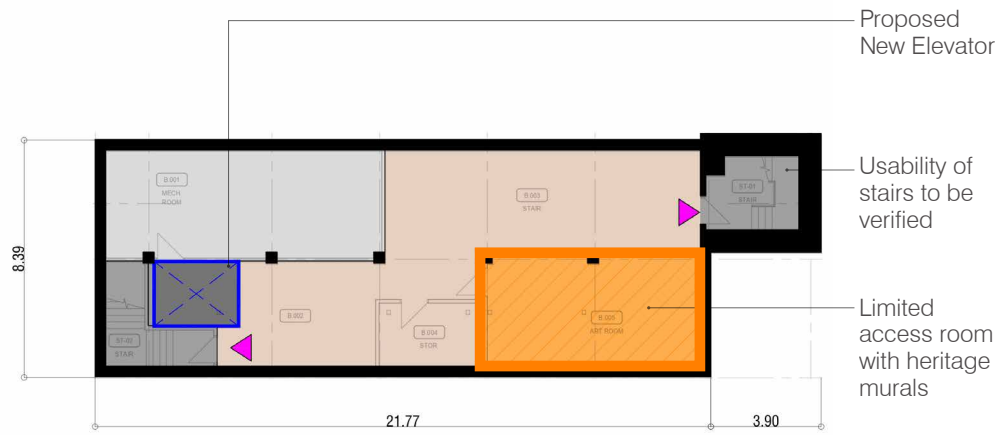 Proposed
New Elevator
B.001
MECH
ROOM
B.003
STAIR
ST-01
STAIR
Usability of
stairs to be
verified
8.39
B.002
B.004
STOR
B.005
ART ROOM
ST-02
STAIR
Limited
access room
with heritage
murals
21.77
3.90